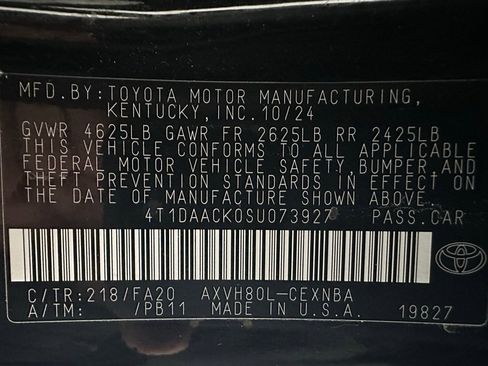 MFD.BY:TOYOTA MOTOR MANUFACTURING,
KENTUCKY, INC. 10/24
GVWR 4625LB GAWR FR 2625LB RR 2425LB
THIS VEHICLE CONFORMS TO ALL APPLICABLE
FEDERAL MOTOR VEHICLE SAFETY,BUMPER,AND
THEFT PREVENTION STANDARDS IN EFFECT ON
THE DATE OF MANUFACTURE SHOWN ABOVE.
4T1DAACK0SU073927 PASS.CAR
C/TR:218/FA20 AXVH80L-CEXNBA
A/TM: /PB11 MADE IN U.S.A. 19827